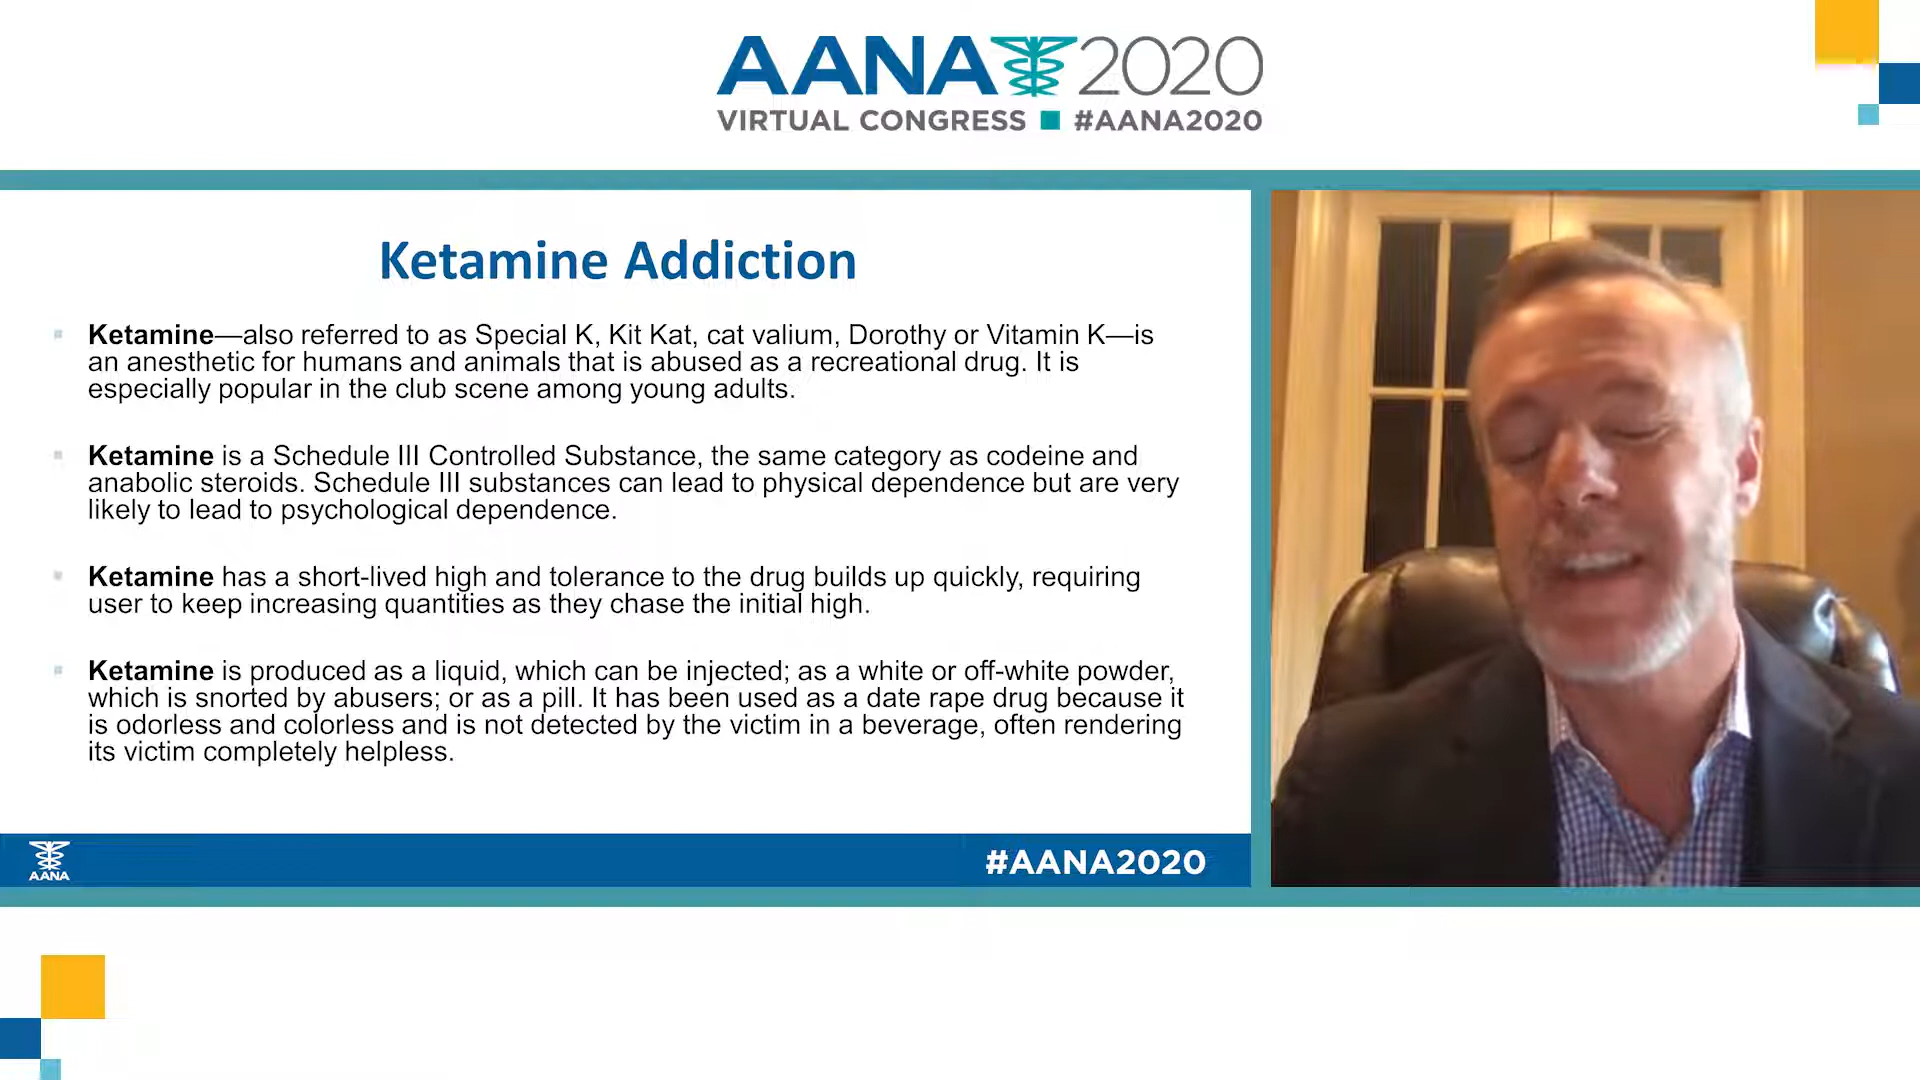 AANA 2020
VIRTUAL CONGRESS #AANA2020
Ketamine Addiction
Ketamine—also referred to as Special K, Kit Kat, cat valium, Dorothy or Vitamin K—is
an anesthetic for humans and animals that is abused as a recreational drug. It is
especially popular in the club scene among young adults.
Ketamine is a Schedule III Controlled Substance, the same category as codeine and
anabolic steroids. Schedule III substances can lead to physical dependence but are very
likely to lead to psychological dependence.
Ketamine has a short-lived high and tolerance to the drug builds up quickly, requiring
user to keep increasing quantities as they chase the initial high.
Ketamine is produced as a liquid, which can be injected; as a white or off-white powder,
which is snorted by abusers; or as a pill. It has been used as a date rape drug because it
is odorless and colorless and is not detected by the victim in a beverage, often rendering
its victim completely helpless.
AANA
#AANA2020